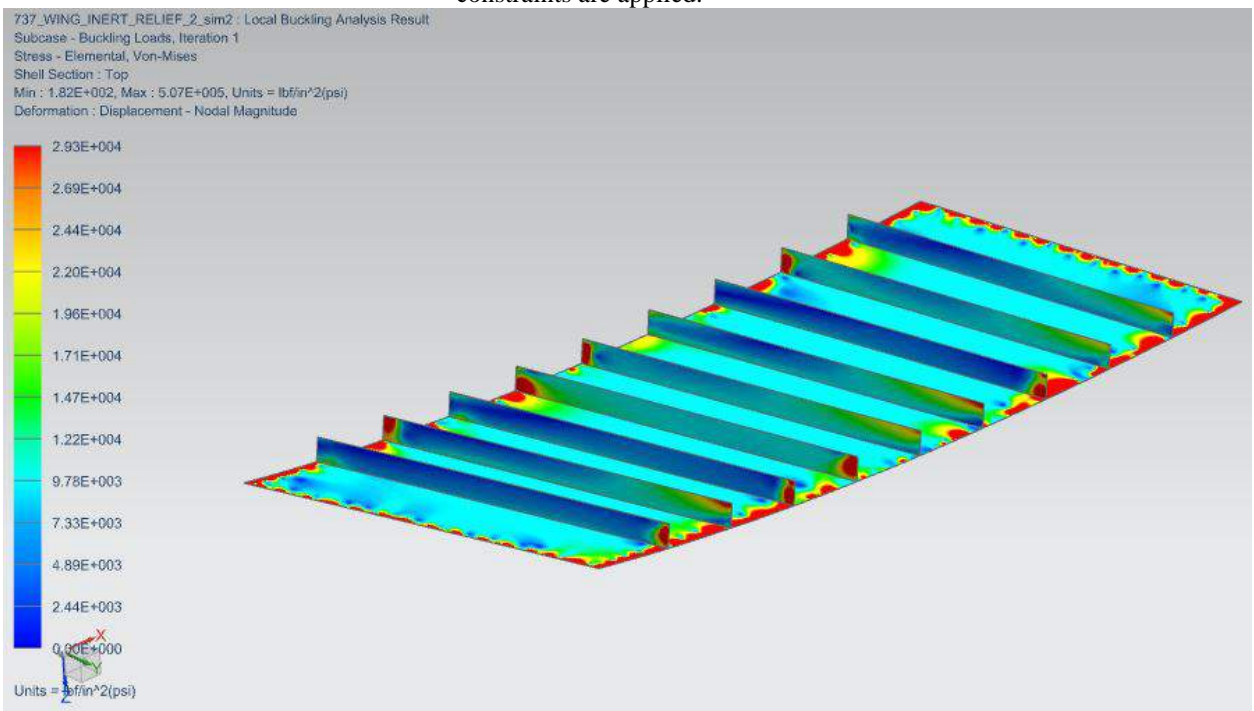 constraints are applied.
737_WING_INERT_RELIEF_2_sim2 : Local Buckling Analysis Result
Subcase - Buckling Loads, Iteration 1
Stress - Elemental, Von-Mises
Shell Section : Top
Min : 1.82E+002, Max : 5.07E+005, Units = lbf/in^2(psi)
Deformation : Displacement - Nodal Magnitude
2.93E+004
2.69E+004
2.44E+004
2.20E+004
1.96E+004
1.71E+004
1.47E+004
1.22E+004
9.78E+003
7.33E+003
4.89E+003
2.44E+003
0.00E+000
X
Y
Z
Units = lbf/in^2(psi)